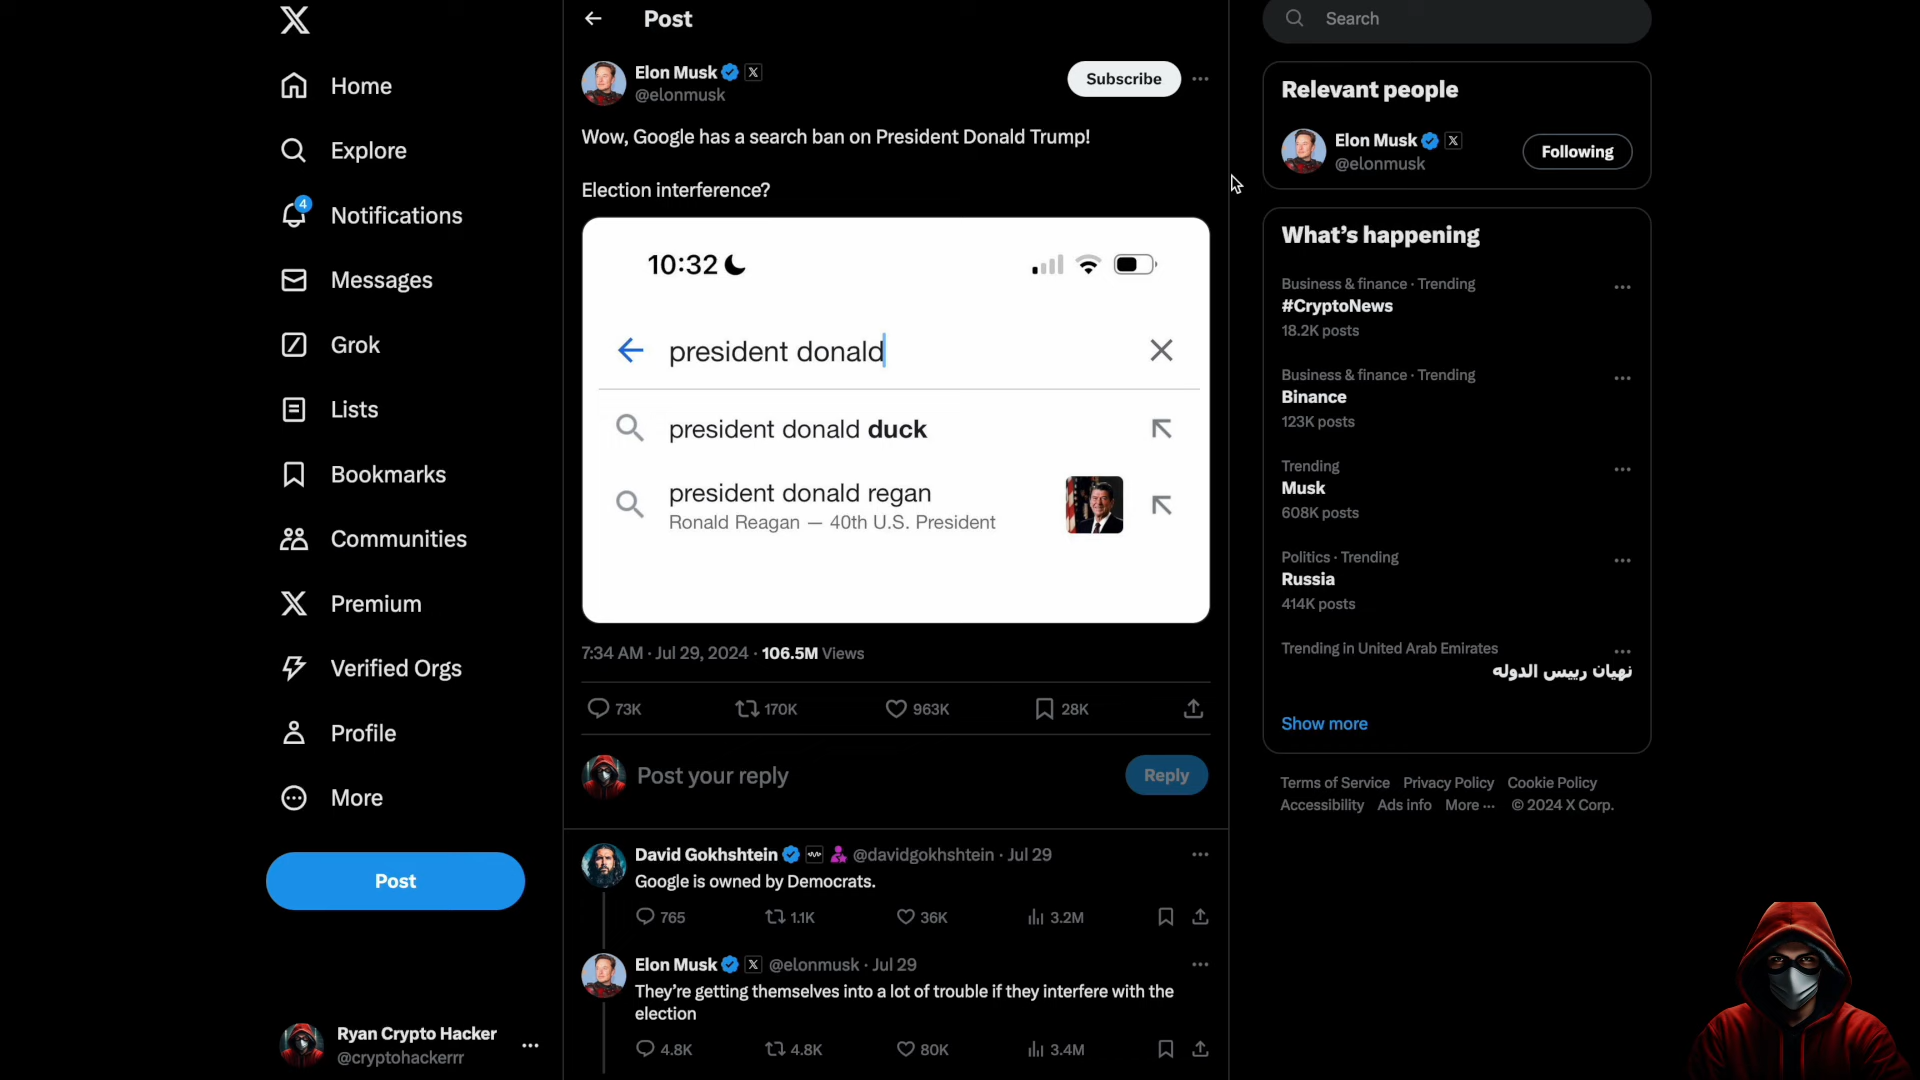 Home
Explore
4
Notifications
Messages
Grok
Lists
Bookmarks
Communities
Premium
Verified Orgs
Profile
More
Post
Ryan Crypto Hacker
@cryptohackerrr
Post
Elon Musk
@elonmusk
Subscribe
Wow, Google has a search ban on President Donald Trump!
Election interference?
10:32
president donald
president donald duck
president donald regan
Ronald Reagan — 40th U.S. President
7:34 AM · Jul 29, 2024 · 106.5M Views
73K 170K 963K 28K
Post your reply
Reply
David Gokhshtein @davidgokhshtein · Jul 29
Google is owned by Democrats.
765 1.1K 36K 3.2M
Elon Musk @elonmusk · Jul 29
They're getting themselves into a lot of trouble if they interfere with the
election
4.8K 4.8K 80K 3.4M
Search
Relevant people
Elon Musk
@elonmusk
Following
What's happening
Business & finance · Trending
#CryptoNews
18.2K posts
Business & finance · Trending
Binance
123K posts
Trending
Musk
608K posts
Politics · Trending
Russia
414K posts
Trending in United Arab Emirates
نهيان رييس الدوله
Show more
Terms of Service Privacy Policy Cookie Policy
Accessibility Ads info More ··· © 2024 X Corp.